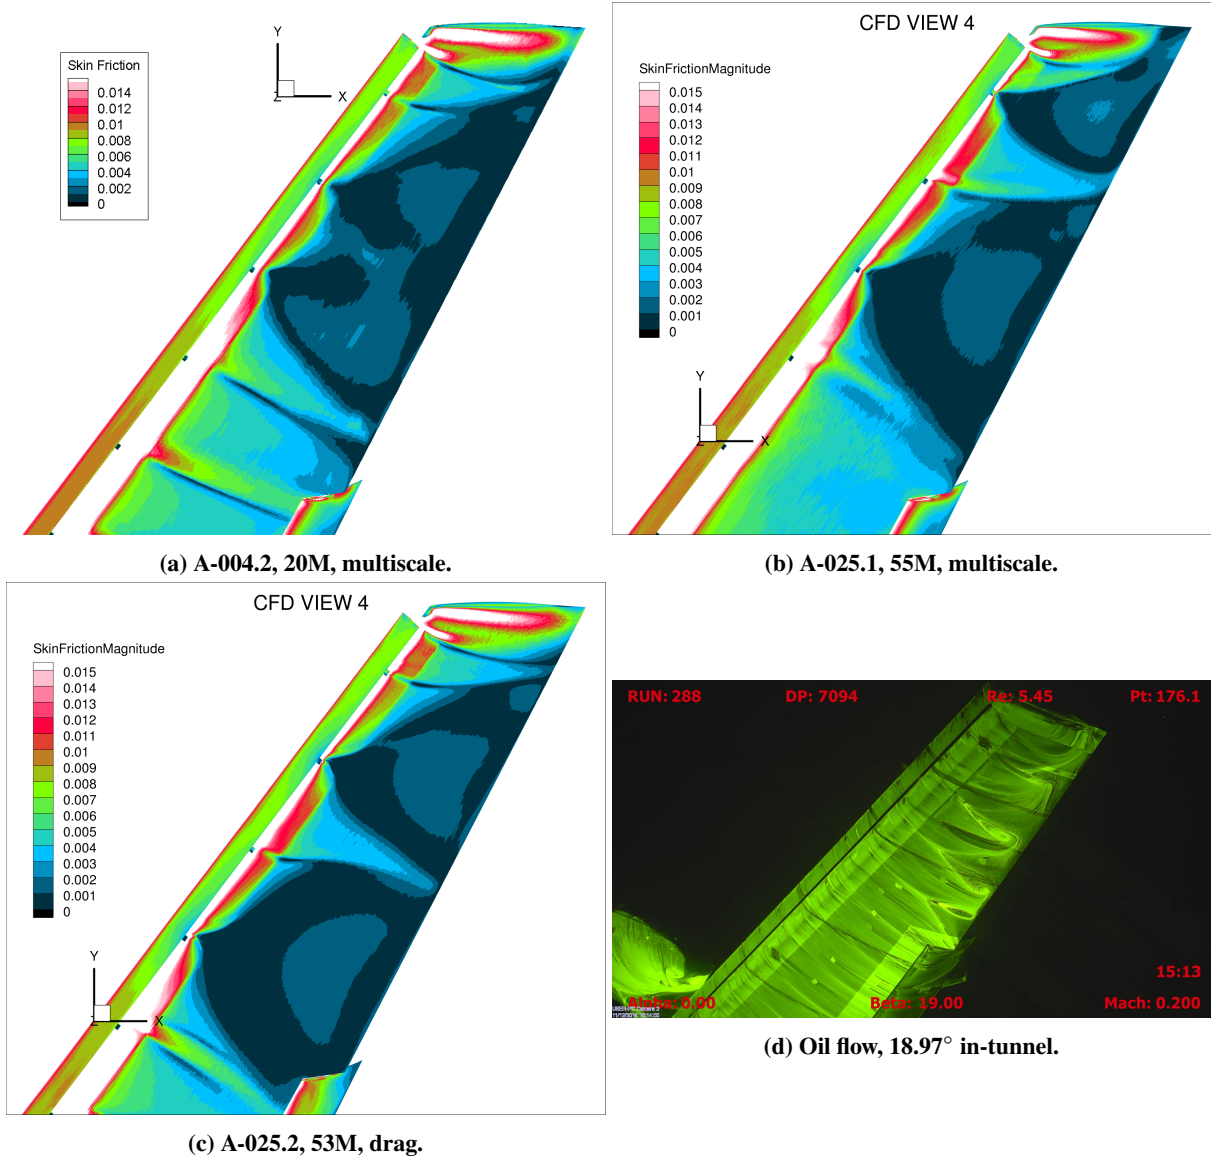 Skin Friction
0.014
0.012
0.01
0.008
0.006
0.004
0.002
0
Y
Z
X
(a) A-004.2, 20M, multiscale.
CFD VIEW 4
SkinFrictionMagnitude
0.015
0.014
0.013
0.012
0.011
0.01
0.009
0.008
0.007
0.006
0.005
0.004
0.003
0.002
0.001
0
Y
Z
X
(b) A-025.1, 55M, multiscale.
CFD VIEW 4
SkinFrictionMagnitude
0.015
0.014
0.013
0.012
0.011
0.01
0.009
0.008
0.007
0.006
0.005
0.004
0.003
0.002
0.001
0
Y
Z
X
(c) A-025.2, 53M, drag.
RUN: 288 DP: 7094 Re: 5.45 Pt: 176.1
15:13
Alpha: 0.00 Beta: 19.00 Mach: 0.200
(d) Oil flow, 18.97° in-tunnel.